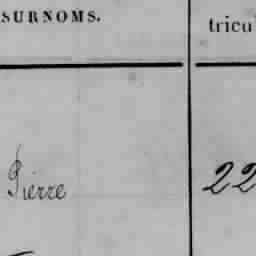 SURNOMS.
tricu
Pierre
22